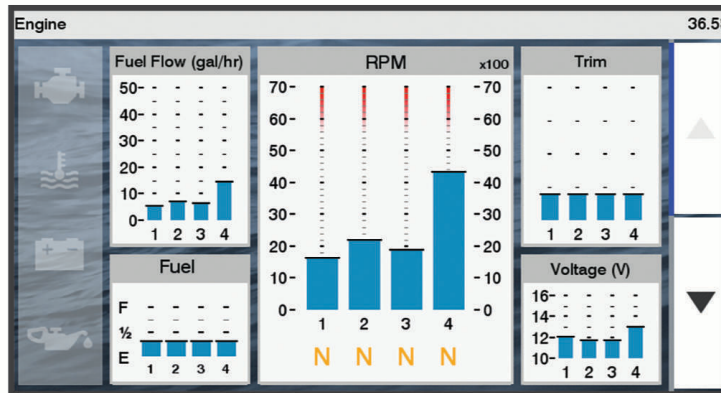 Engine
36.5
Fuel Flow (gal/hr)
50-
40-
30-
20-
10-
0-
1 2 3 4
RPM
x100
70- -70
60- -60
50- -50
40- -40
30- -30
20- -20
10- -10
0- -0
1 2 3 4
N N N N
Trim
1 2 3 4
Fuel
F
½
E
1 2 3 4
Voltage (V)
16-
14-
12-
10-
1 2 3 4